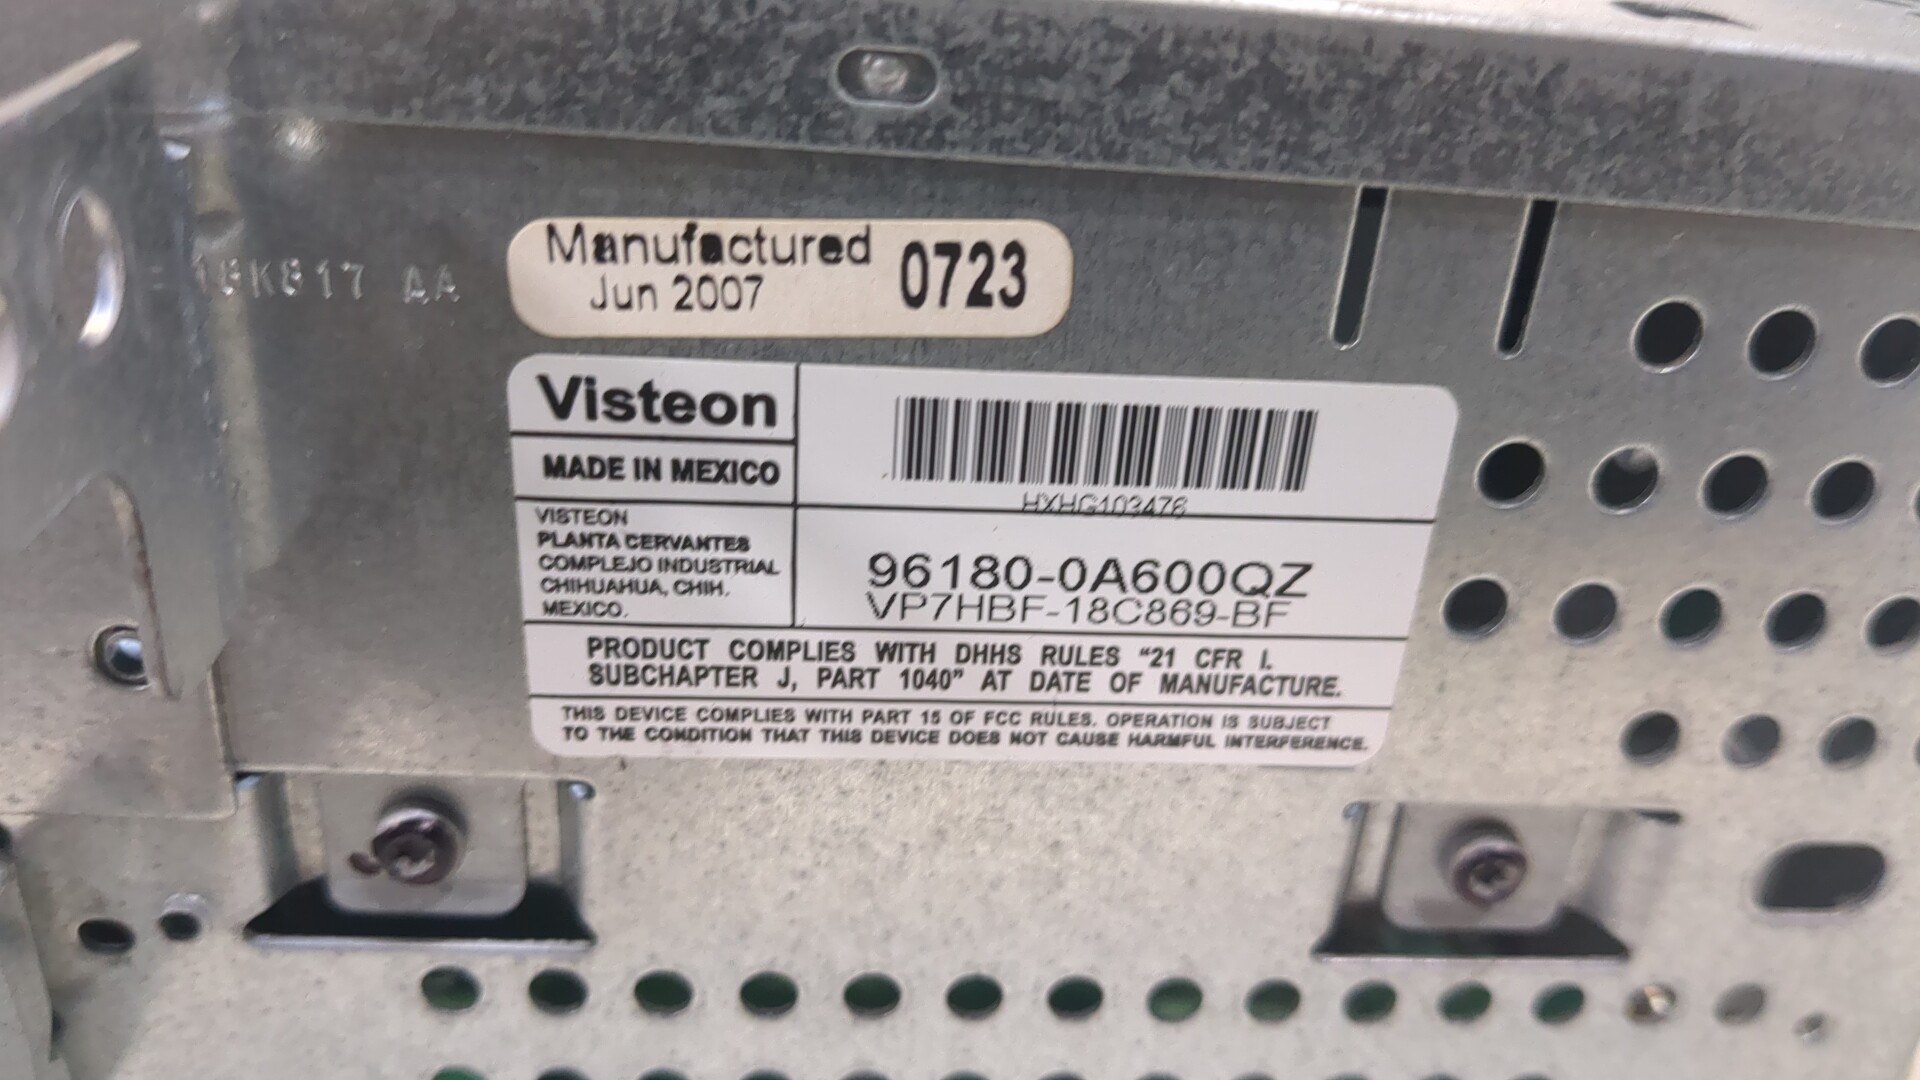 18K817 AA
Manufactured
Jun 2007
0723
Visteon
MADE IN MEXICO
HXHG103476
VISTEON
PLANTA CERVANTES
COMPLEJO INDUSTRIAL
CHIHUAHUA, CHIH.
MEXICO.
96180-0A600QZ
VP7HBF-18C869-BF
PRODUCT COMPLIES WITH DHHS RULES “21 CFR I.
SUBCHAPTER J, PART 1040” AT DATE OF MANUFACTURE.
THIS DEVICE COMPLIES WITH PART 15 OF FCC RULES. OPERATION IS SUBJECT
TO THE CONDITION THAT THIS DEVICE DOES NOT CAUSE HARMFUL INTERFERENCE.